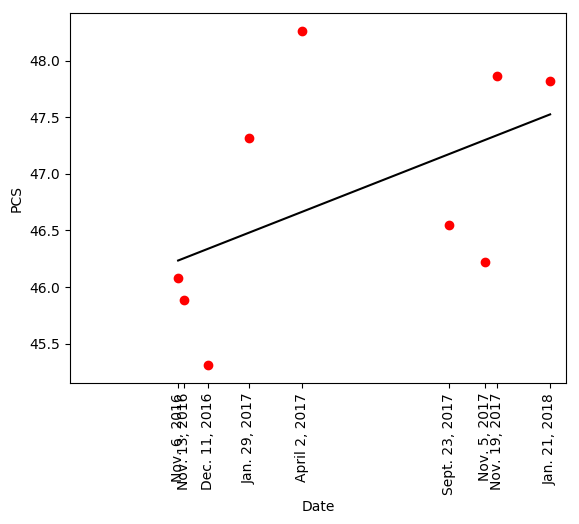 48.0
47.5
47.0
46.5
46.0
45.5
PCS
Nov. 6, 2016
Nov. 13, 2016
Dec. 11, 2016
Jan. 29, 2017
April 2, 2017
Sept. 23, 2017
Nov. 5, 2017
Nov. 19, 2017
Jan. 21, 2018
Date